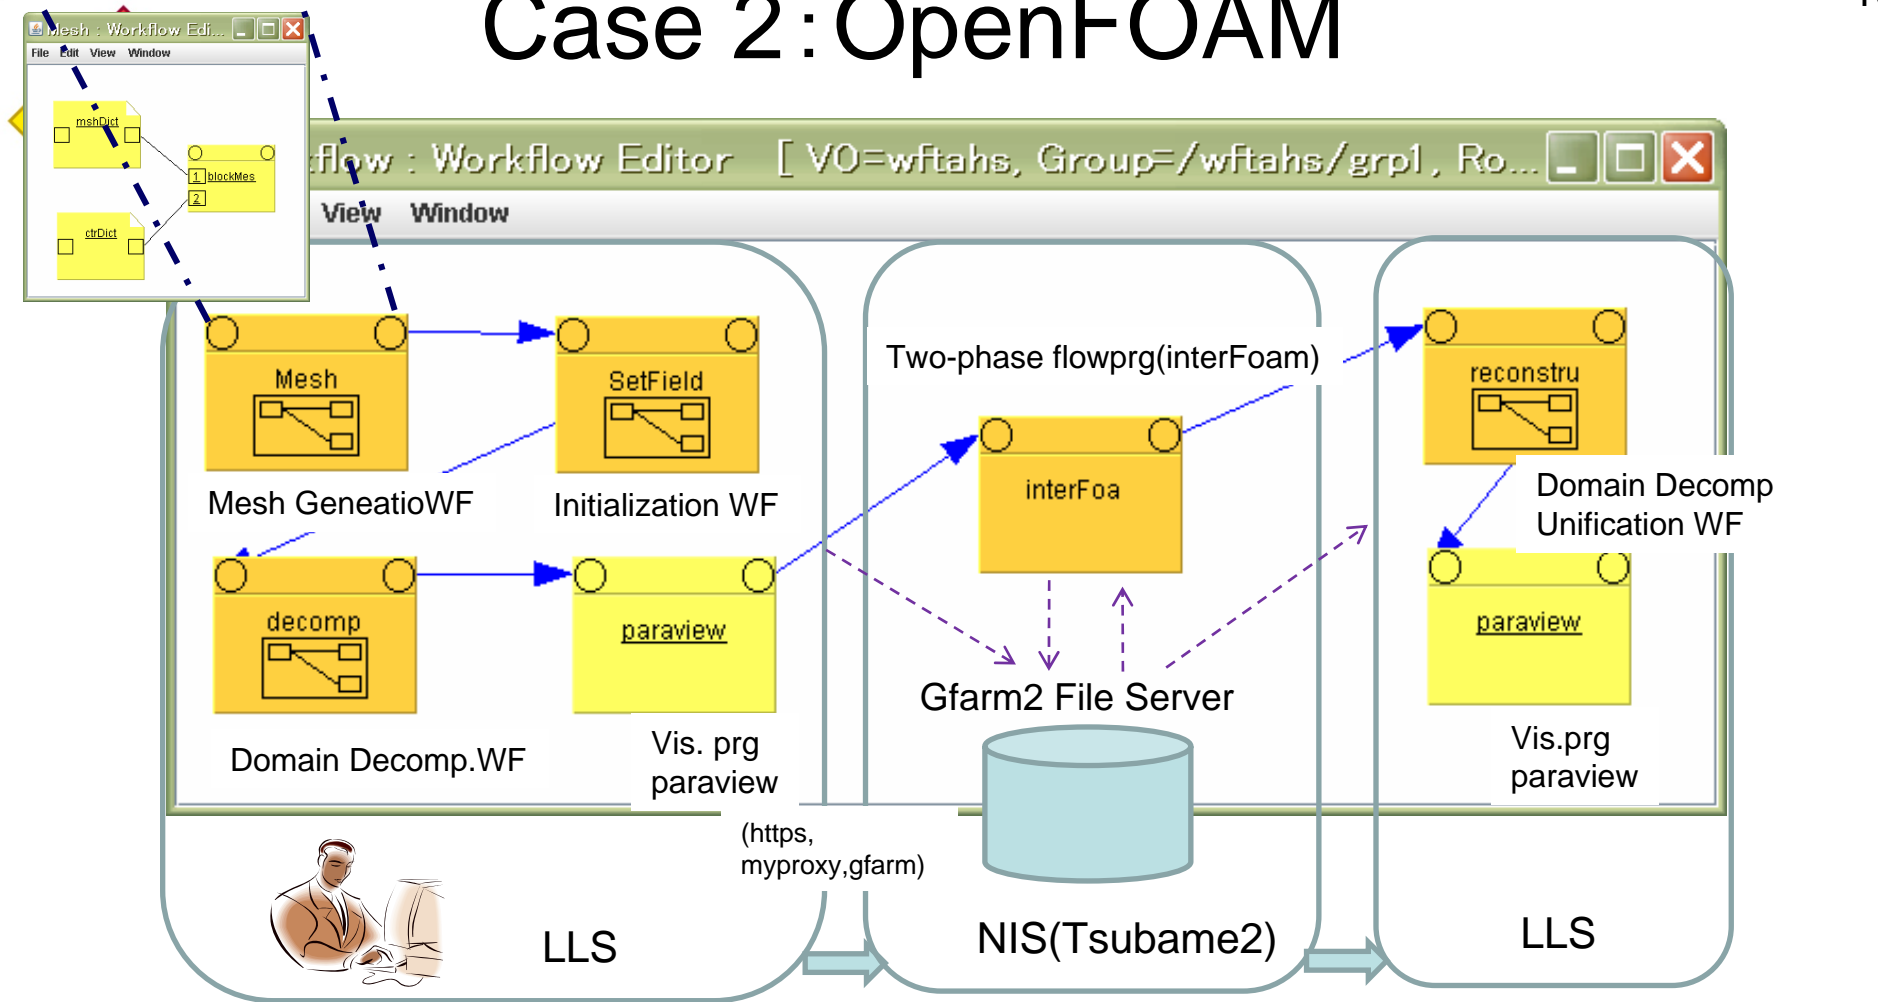 Case 2:OpenFOAM
Mesh : Workflow Edi...
File Edit View Window
mshDict
1 blockMes
2
ctrDict
flow : Workflow Editor [ VO=wftahs, Group=/wftahs/grp1, Ro...
View Window
Mesh
SetField
Two-phase flowprg(interFoam)
reconstru
Mesh GeneatioWF
Initialization WF
interFoa
Domain Decomp
Unification WF
decomp
paraview
paraview
Gfarm2 File Server
Domain Decomp.WF
Vis. prg
paraview
Vis.prg
paraview
(https,
myproxy,gfarm)
LLS
NIS(Tsubame2)
LLS